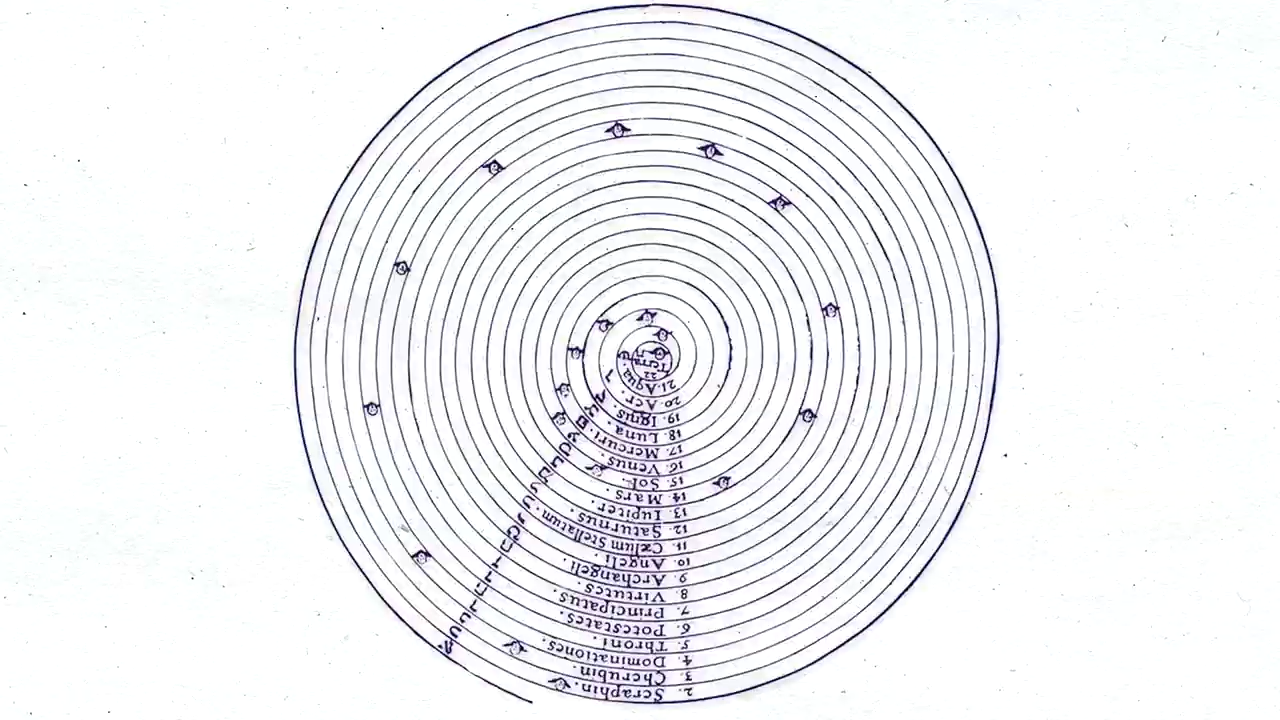 2. Seraphin.
3. Cherubin.
4. Dominationes.
5. Throni.
6. Potestates.
7. Principatus
8. Virtutes.
9. Archangeli
10. Angeli.
11. Cælum stellatum.
12. Saturnus
13. Iupiter.
14. Mars
15. Sol.
16. Venus
17. Mercuri.
18. Luna
19. Ignis.
20. Aer.
21. Aqua.
22
Terra